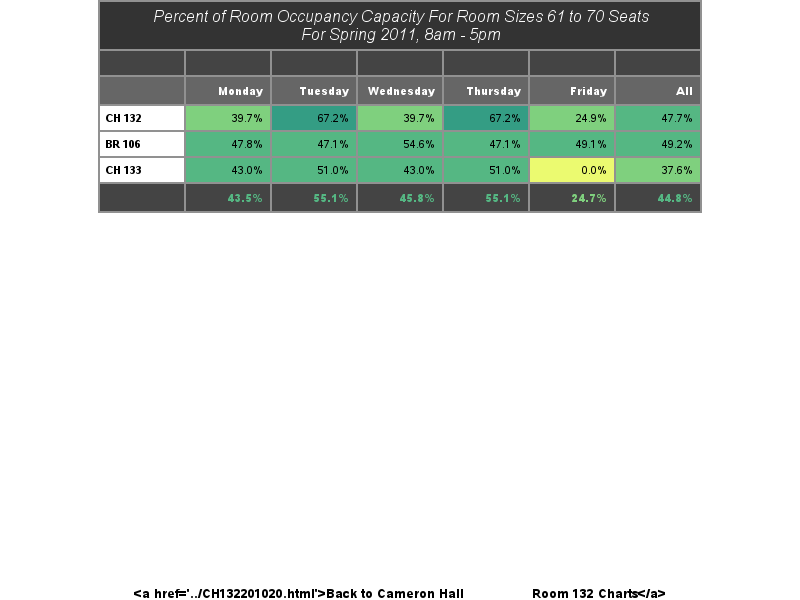 Percent of Room Occupancy Capacity For Room Sizes 61 to 70 Seats
For Spring 2011, 8am - 5pm
Monday Tuesday Wednesday Thursday Friday All
CH 132 39.7% 67.2% 39.7% 67.2% 24.9% 47.7%
BR 106 47.8% 47.1% 54.6% 47.1% 49.1% 49.2%
CH 133 43.0% 51.0% 43.0% 51.0% 0.0% 37.6%
43.5% 55.1% 45.8% 55.1% 24.7% 44.8%
<a href='../CH132201020.html'>Back to Cameron Hall Room 132 Charts</a>